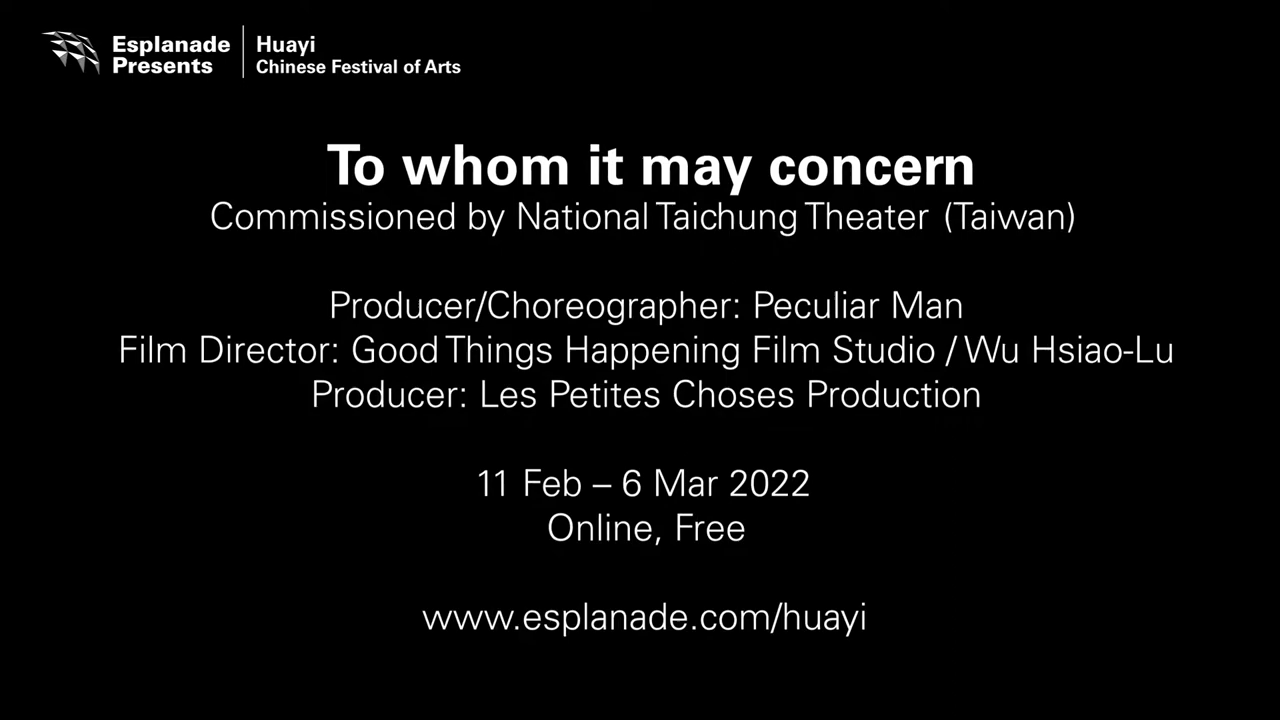 Esplanade Presents
Huayi
Chinese Festival of Arts
To whom it may concern
Commissioned by National Taichung Theater (Taiwan)
Producer/Choreographer: Peculiar Man
Film Director: Good Things Happening Film Studio / Wu Hsiao-Lu
Producer: Les Petites Choses Production
11 Feb – 6 Mar 2022
Online, Free
www.esplanade.com/huayi